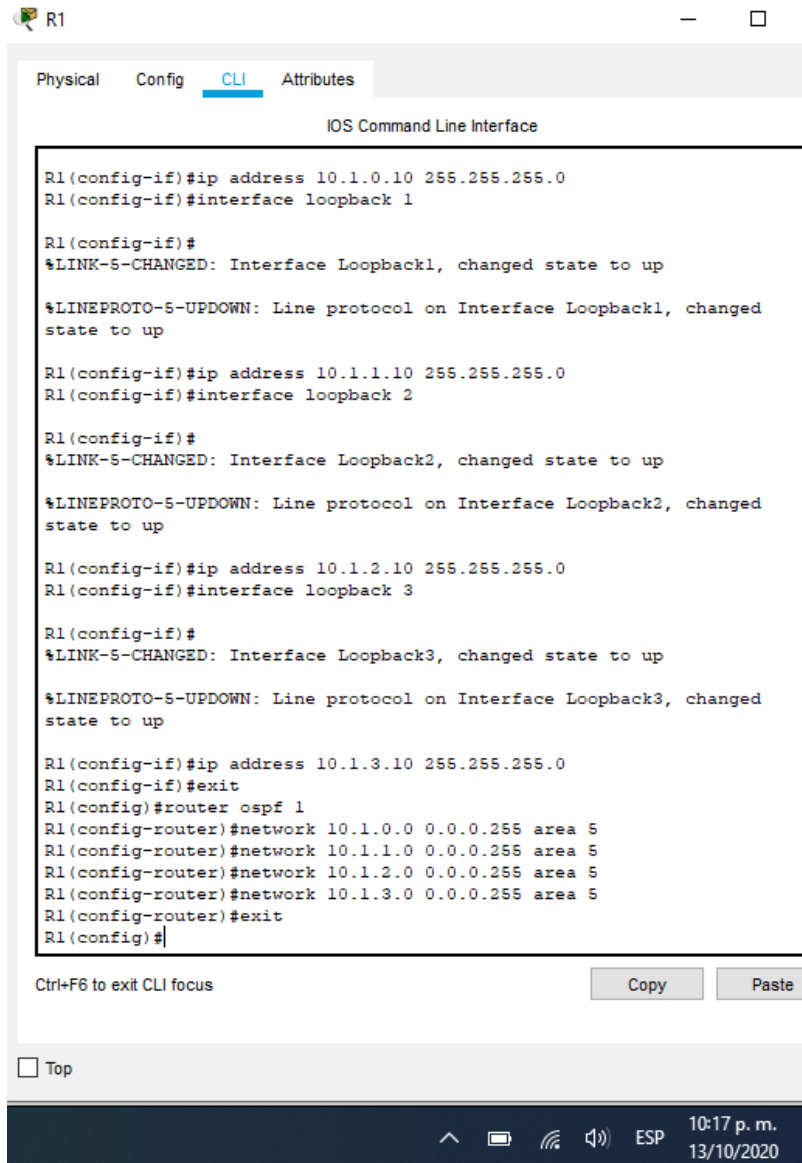 R1
Physical Config CLI Attributes
IOS Command Line Interface
R1(config-if)#ip address 10.1.0.10 255.255.255.0
R1(config-if)#interface loopback 1
R1(config-if)#
%LINK-5-CHANGED: Interface Loopback1, changed state to up
%LINEPROTO-5-UPDOWN: Line protocol on Interface Loopback1, changed
state to up
R1(config-if)#ip address 10.1.1.10 255.255.255.0
R1(config-if)#interface loopback 2
R1(config-if)#
%LINK-5-CHANGED: Interface Loopback2, changed state to up
%LINEPROTO-5-UPDOWN: Line protocol on Interface Loopback2, changed
state to up
R1(config-if)#ip address 10.1.2.10 255.255.255.0
R1(config-if)#interface loopback 3
R1(config-if)#
%LINK-5-CHANGED: Interface Loopback3, changed state to up
%LINEPROTO-5-UPDOWN: Line protocol on Interface Loopback3, changed
state to up
R1(config-if)#ip address 10.1.3.10 255.255.255.0
R1(config-if)#exit
R1(config)#router ospf 1
R1(config-router)#network 10.1.0.0 0.0.0.255 area 5
R1(config-router)#network 10.1.1.0 0.0.0.255 area 5
R1(config-router)#network 10.1.2.0 0.0.0.255 area 5
R1(config-router)#network 10.1.3.0 0.0.0.255 area 5
R1(config-router)#exit
R1(config)#
Ctrl+F6 to exit CLI focus
Copy Paste
Top
ESP
10:17 p. m.
13/10/2020